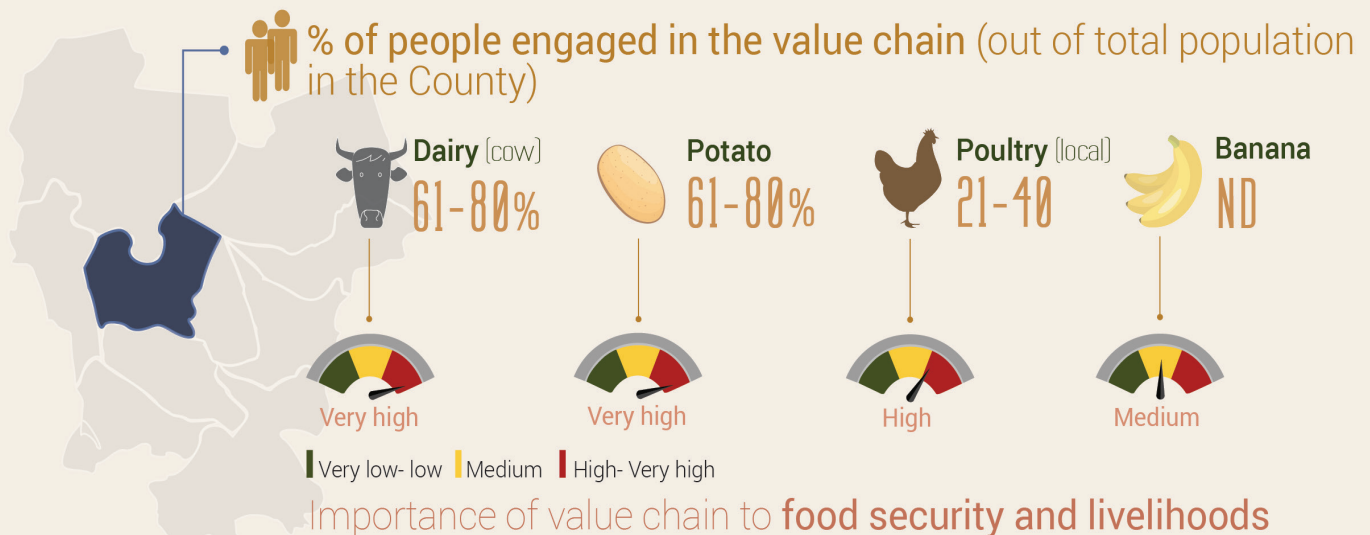 % of people engaged in the value chain (out of total population
in the County)
Dairy (cow)
61-80%
Potato
61-80%
Poultry (local)
21-40
Banana
ND
Very high
Very high
High
Medium
Very low- low
Medium
High- Very high
Importance of value chain to food security and livelihoods